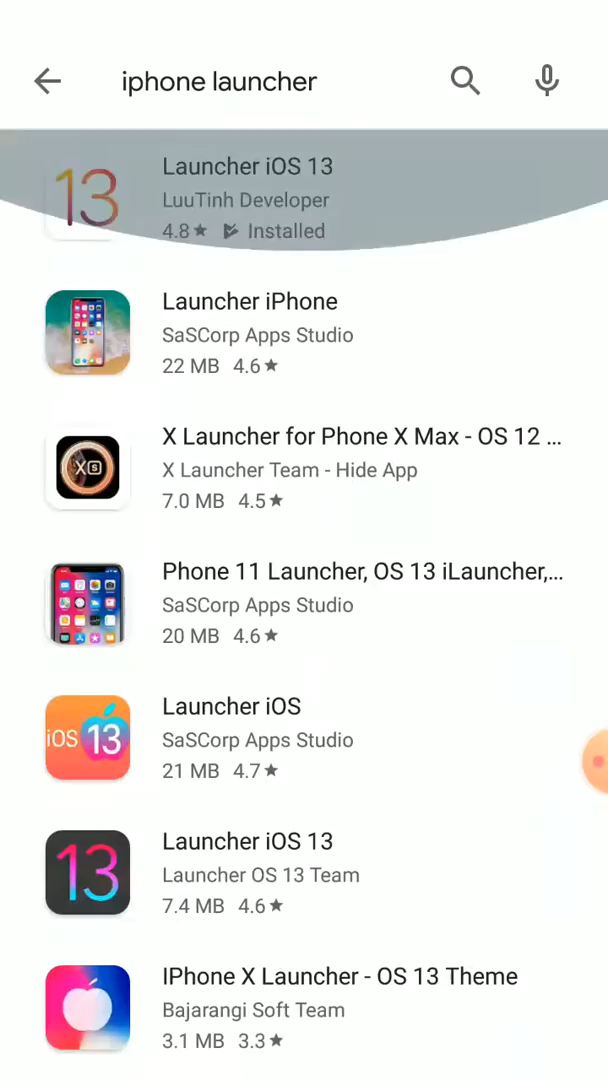 iphone launcher
13
Launcher iOS 13
LuuTinh Developer
4.8★ Installed
Launcher iPhone
SaSCorp Apps Studio
22 MB 4.6★
XS
X Launcher for Phone X Max - OS 12 ...
X Launcher Team - Hide App
7.0 MB 4.5★
Phone 11 Launcher, OS 13 iLauncher,...
SaSCorp Apps Studio
20 MB 4.6★
iOS 13
Launcher iOS
SaSCorp Apps Studio
21 MB 4.7★
13
Launcher iOS 13
Launcher OS 13 Team
7.4 MB 4.6★
IPhone X Launcher - OS 13 Theme
Bajarangi Soft Team
3.1 MB 3.3★